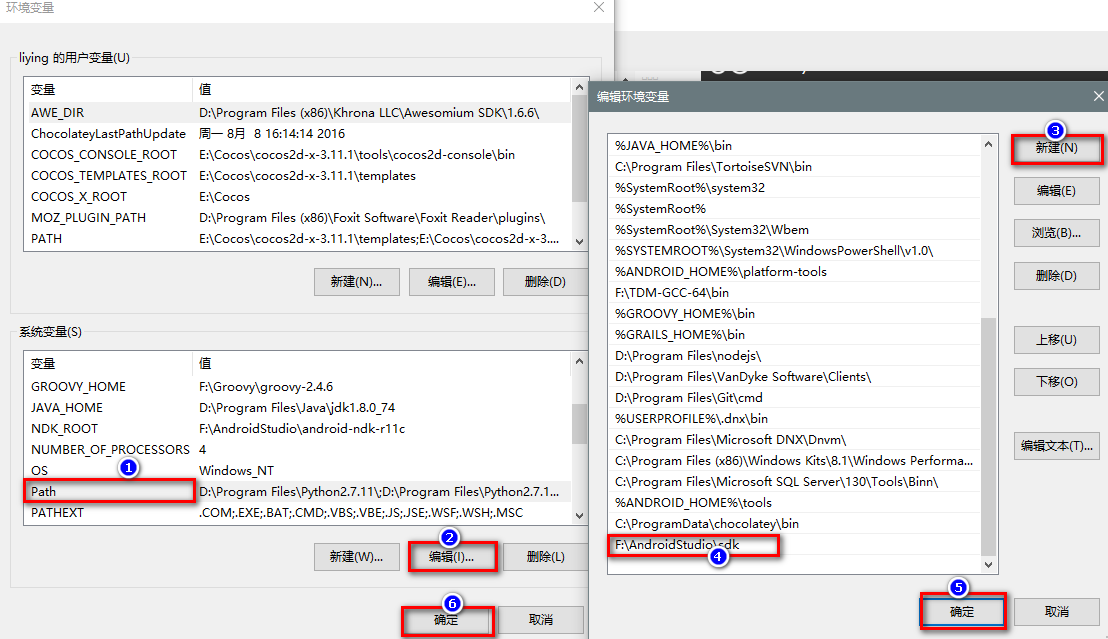 环境变量
liying 的用户变量(U)
变量 值
AWE_DIR D:\Program Files (x86)\Khrona LLC\Awesomium SDK\1.6.6\
ChocolateyLastPathUpdate 周一 8月 8 16:14:14 2016
COCOS_CONSOLE_ROOT E:\Cocos\cocos2d-x-3.11.1\tools\cocos2d-console\bin
COCOS_TEMPLATES_ROOT E:\Cocos\cocos2d-x-3.11.1\templates
COCOS_X_ROOT E:\Cocos
MOZ_PLUGIN_PATH D:\Program Files (x86)\Foxit Software\Foxit Reader\plugins\
PATH E:\Cocos\cocos2d-x-3.11.1\templates;E:\Cocos\cocos2d-x-3....
新建(N)... 编辑(E)... 删除(D)
系统变量(S)
变量 值
GROOVY_HOME F:\Groovy\groovy-2.4.6
JAVA_HOME D:\Program Files\Java\jdk1.8.0_74
NDK_ROOT F:\AndroidStudio\android-ndk-r11c
NUMBER_OF_PROCESSORS 4
OS Windows_NT
1
Path D:\Program Files\Python2.7.11\;D:\Program Files\Python2.7.1...
PATHEXT .COM;.EXE;.BAT;.CMD;.VBS;.VBE;.JS;.JSE;.WSF;.WSH;.MSC
2
新建(W)... 编辑(I)... 删除(L)
6
确定 取消
编辑环境变量
%JAVA_HOME%\bin
C:\Program Files\TortoiseSVN\bin
%SystemRoot%\system32
%SystemRoot%
%SystemRoot%\System32\Wbem
%SYSTEMROOT%\System32\WindowsPowerShell\v1.0\
%ANDROID_HOME%\platform-tools
F:\TDM-GCC-64\bin
%GROOVY_HOME%\bin
%GRAILS_HOME%\bin
D:\Program Files\nodejs\
D:\Program Files\VanDyke Software\Clients\
D:\Program Files\Git\cmd
%USERPROFILE%\.dnx\bin
C:\Program Files\Microsoft DNX\Dnvm\
C:\Program Files (x86)\Windows Kits\8.1\Windows Performa...
C:\Program Files\Microsoft SQL Server\130\Tools\Binn\
%ANDROID_HOME%\tools
C:\ProgramData\chocolatey\bin
F:\AndroidStudio\sdk
4
3
新建(N)
编辑(E)
浏览(B)...
删除(D)
上移(U)
下移(O)
编辑文本(T)...
5
确定 取消